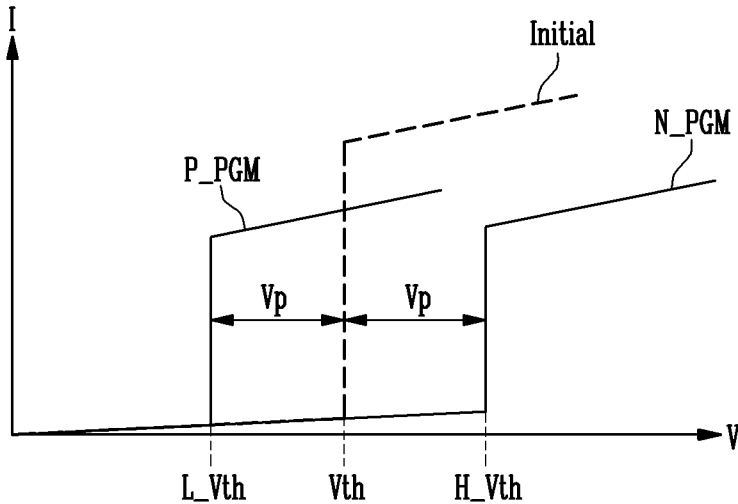 I
Initial
N_PGM
P_PGM
Vp
Vp
V
L_Vth
Vth
H_Vth